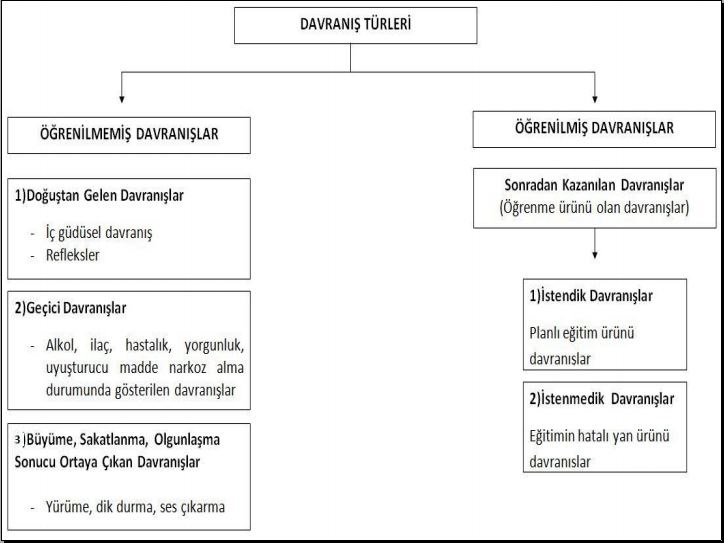 DAVRANIŞ TÜRLERİ
ÖĞRENİLMEMİŞ DAVRANIŞLAR
1)Doğuştan Gelen Davranışlar
- İç güdüsel davranış
- Refleksler
2)Geçici Davranışlar
- Alkol, ilaç, hastalık, yorgunluk,
uyuşturucu madde narkoz alma
durumunda gösterilen davranışlar
3)Büyüme, Sakatlanma, Olgunlaşma
Sonucu Ortaya Çıkan Davranışlar
- Yürüme, dik durma, ses çıkarma
ÖĞRENİLMİŞ DAVRANIŞLAR
Sonradan Kazanılan Davranışlar
(Öğrenme ürünü olan davranışlar)
1)İstendik Davranışlar
Planlı eğitim ürünü
davranışlar
2)İstenmedik Davranışlar
Eğitimin hatalı yan ürünü
davranışlar